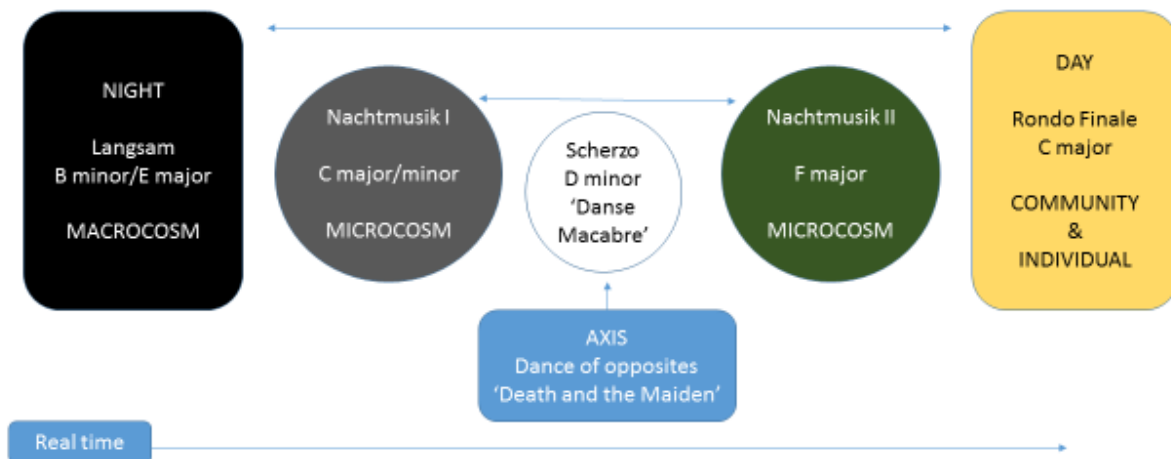 NIGHT
Langsam
B minor/E major
MACROCOSM
Nachtmusik I
C major/minor
MICROCOSM
Scherzo
D minor
‘Danse
Macabre’
Nachtmusik II
F major
MICROCOSM
DAY
Rondo Finale
C major
COMMUNITY
&
INDIVIDUAL
AXIS
Dance of opposites
‘Death and the Maiden’
Real time